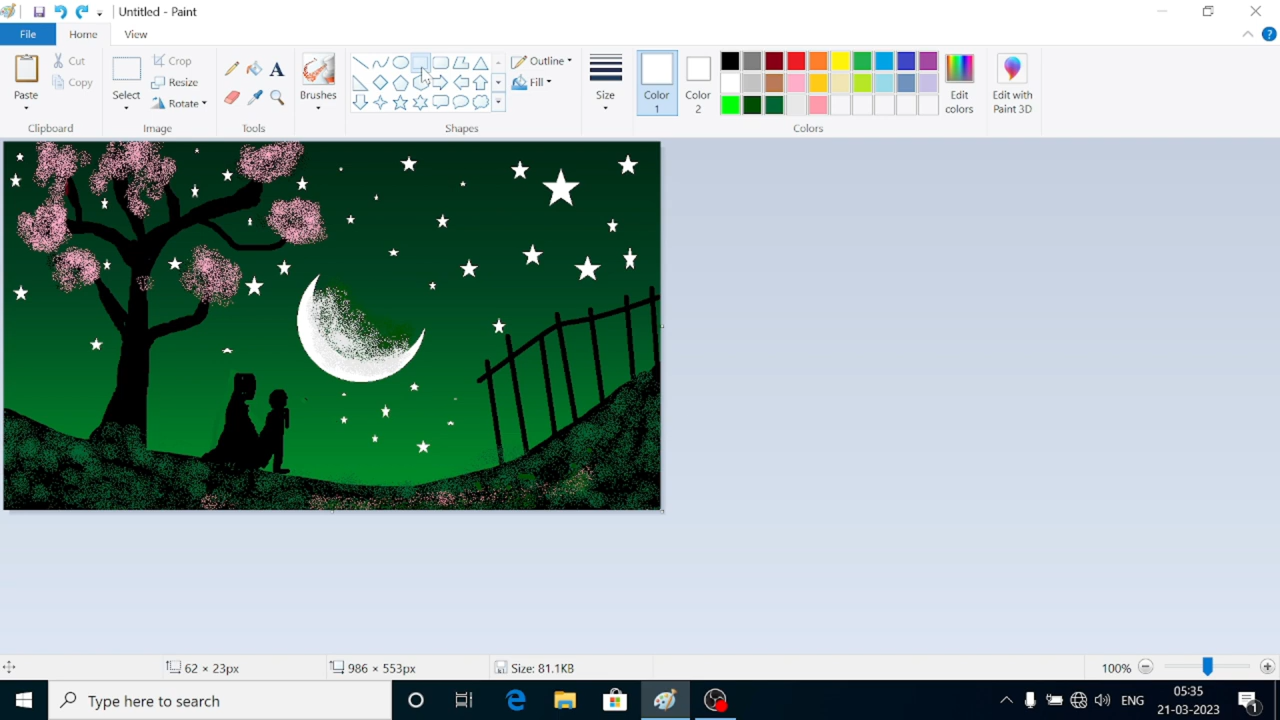 Untitled - Paint
File
Home
View
Paste
Cut
Copy
Clipboard
Select
Crop
Resize
Rotate
Image
Tools
Brushes
Outline
Fill
Shapes
Size
Color
1
Color
2
Edit
colors
Colors
Edit with
Paint 3D
62 × 23px
986 × 553px
Size: 81.1KB
100%
Type here to search
ENG
05:35
21-03-2023
1